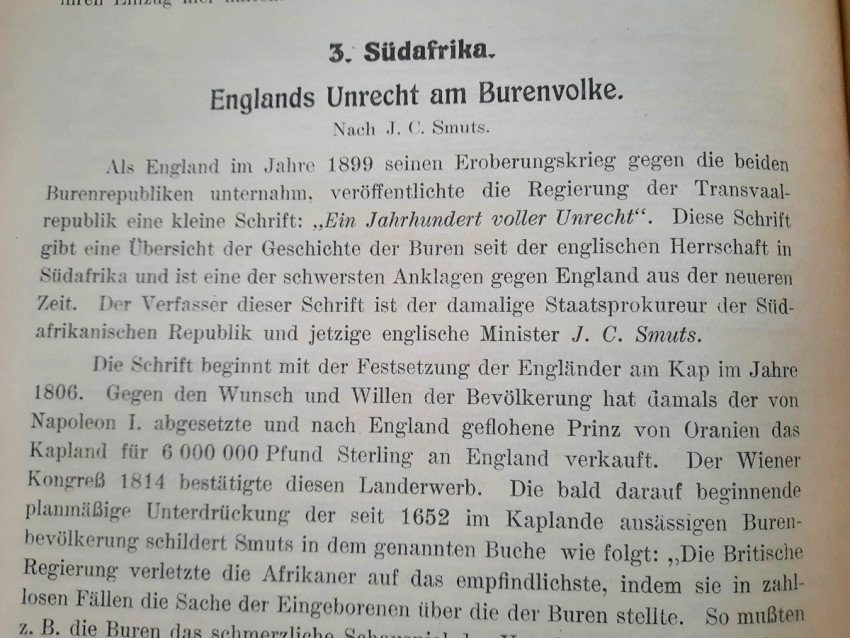 ihren Einzug hier halten.
3. Südafrika.
Englands Unrecht am Burenvolke.
Nach J. C. Smuts.
Als England im Jahre 1899 seinen Eroberungskrieg gegen die beiden
Burenrepubliken unternahm, veröffentlichte die Regierung der Transvaal-
republik eine kleine Schrift: „Ein Jahrhundert voller Unrecht“. Diese Schrift
gibt eine Übersicht der Geschichte der Buren seit der englischen Herrschaft in
Südafrika und ist eine der schwersten Anklagen gegen England aus der neueren
Zeit. Der Verfasser dieser Schrift ist der damalige Staatsprokureur der Süd-
afrikanischen Republik und jetzige englische Minister J. C. Smuts.
Die Schrift beginnt mit der Festsetzung der Engländer am Kap im Jahre
1806. Gegen den Wunsch und Willen der Bevölkerung hat damals der von
Napoleon I. abgesetzte und nach England geflohene Prinz von Oranien das
Kapland für 6 000 000 Pfund Sterling an England verkauft. Der Wiener
Kongreß 1814 bestätigte diesen Landerwerb. Die bald darauf beginnende
planmäßige Unterdrückung der seit 1652 im Kaplande ansässigen Buren-
bevölkerung schildert Smuts in dem genannten Buche wie folgt: „Die Britische
Regierung verletzte die Afrikaner auf das empfindlichste, indem sie in zahl-
losen Fällen die Sache der Eingeborenen über die der Buren stellte. So mußten
z. B. die Buren das schmerzliche Schauspiel